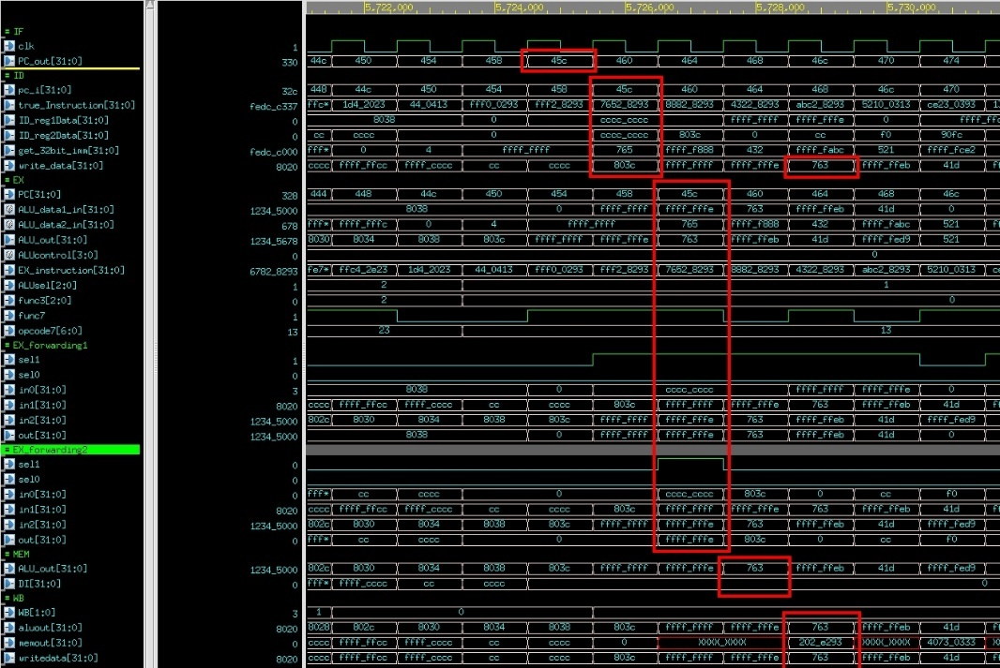 5,722,000 5,724,000 5,726,000 5,728,000 5,730,000
IF
clk 1
PC_out[31:0] 330 44c 450 454 458 45c 460 464 468 46c 470 474
ID
pc_i[31:0] 32c 448 44c 450 454 458 45c 460 464 468 46c 470
true_Instruction[31:0] fedc_c337 ffc* 1d4_2023 44_0413 fff0_0293 fff2_8293 7652_8293 8882_8293 4322_8293 abc2_8293 5210_0313 ce23_0393
ID_reg1Data[31:0] 0 8038 0 cccc_cccc ffff_ffff ffff_fffe 0
ID_reg2Data[31:0] 0 cc cccc 0 cccc_cccc 803c 0 cc f0 90fc
get_32bit_imm[31:0] fedc_c000 fff* 0 4 ffff_ffff 765 ffff_f888 432 ffff_fabc 521 ffff_fce2
write_data[31:0] 8020 cccc ffff_ffcc ffff_cccc cc cccc 803c ffff_ffff ffff_fffe 763 ffff_ffeb 41d
EX
PC[31:0] 328 444 448 44c 450 454 458 45c 460 464 468 46c
ALU_data1_in[31:0] 1234_5000 8038 0 ffff_ffff ffff_fffe 763 ffff_ffeb 41d 0
ALU_data2_in[31:0] 678 fff* ffff_fffc 0 4 ffff_ffff 765 ffff_f888 432 ffff_fabc 521
ALU_out[31:0] 1234_5678 8030 8034 8038 803c ffff_ffff ffff_fffe 763 ffff_ffeb 41d ffff_fed9 521
ALUcontrol[3:0] 0 0
EX_instruction[31:0] 6782_8293 fe7* ffc4_2e23 1d4_2023 44_0413 fff0_0293 fff2_8293 7652_8293 8882_8293 4322_8293 abc2_8293 5210_0313
ALUsel[2:0] 1 2 1
func3[2:0] 0 2 0
func7 1
opcode7[6:0] 13 23 13
EX_forwarding1
sel1 1
sel0 0
in0[31:0] 3 8038 0 cccc_cccc ffff_ffff ffff_fffe 0
in1[31:0] 8020 cccc ffff_ffcc ffff_cccc cc cccc 803c ffff_ffff ffff_fffe 763 ffff_ffeb 41d
in2[31:0] 1234_5000 802c 8030 8034 8038 803c ffff_ffff ffff_fffe 763 ffff_ffeb 41d ffff_fed9
out[31:0] 1234_5000 8038 0 ffff_ffff ffff_fffe 763 ffff_ffeb 41d 0
EX_forwarding2
sel1 0
sel0 0
in0[31:0] 0 fff* cc cccc 0 cccc_cccc 803c 0 cc f0
in1[31:0] 8020 cccc ffff_ffcc ffff_cccc cc cccc 803c ffff_ffff ffff_fffe 763 ffff_ffeb 41d
in2[31:0] 1234_5000 802c 8030 8034 8038 803c ffff_ffff ffff_fffe 763 ffff_ffeb 41d ffff_fed9
out[31:0] 0 fff* cc cccc 0 ffff_fffe 803c 0 cc f0
MEM
ALU_out[31:0] 1234_5000 802c 8030 8034 8038 803c ffff_ffff ffff_fffe 763 ffff_ffeb 41d ffff_fed9
DI[31:0] 0 fff* ffff_cccc cc cccc 0
WB
WB[1:0] 3 1 0
aluout[31:0] 0 8028 802c 8030 8034 8038 803c ffff_ffff ffff_fffe 763 ffff_ffeb 41d
memout[31:0] 0 cccc ffff_ffcc ffff_cccc cc cccc 0 XXXX_XXXX 202_e293 XXXX_XXXX 4073_0333
writedata[31:0] 8020 cccc ffff_ffcc ffff_cccc cc cccc 803c ffff_ffff ffff_fffe 763 ffff_ffeb 41d